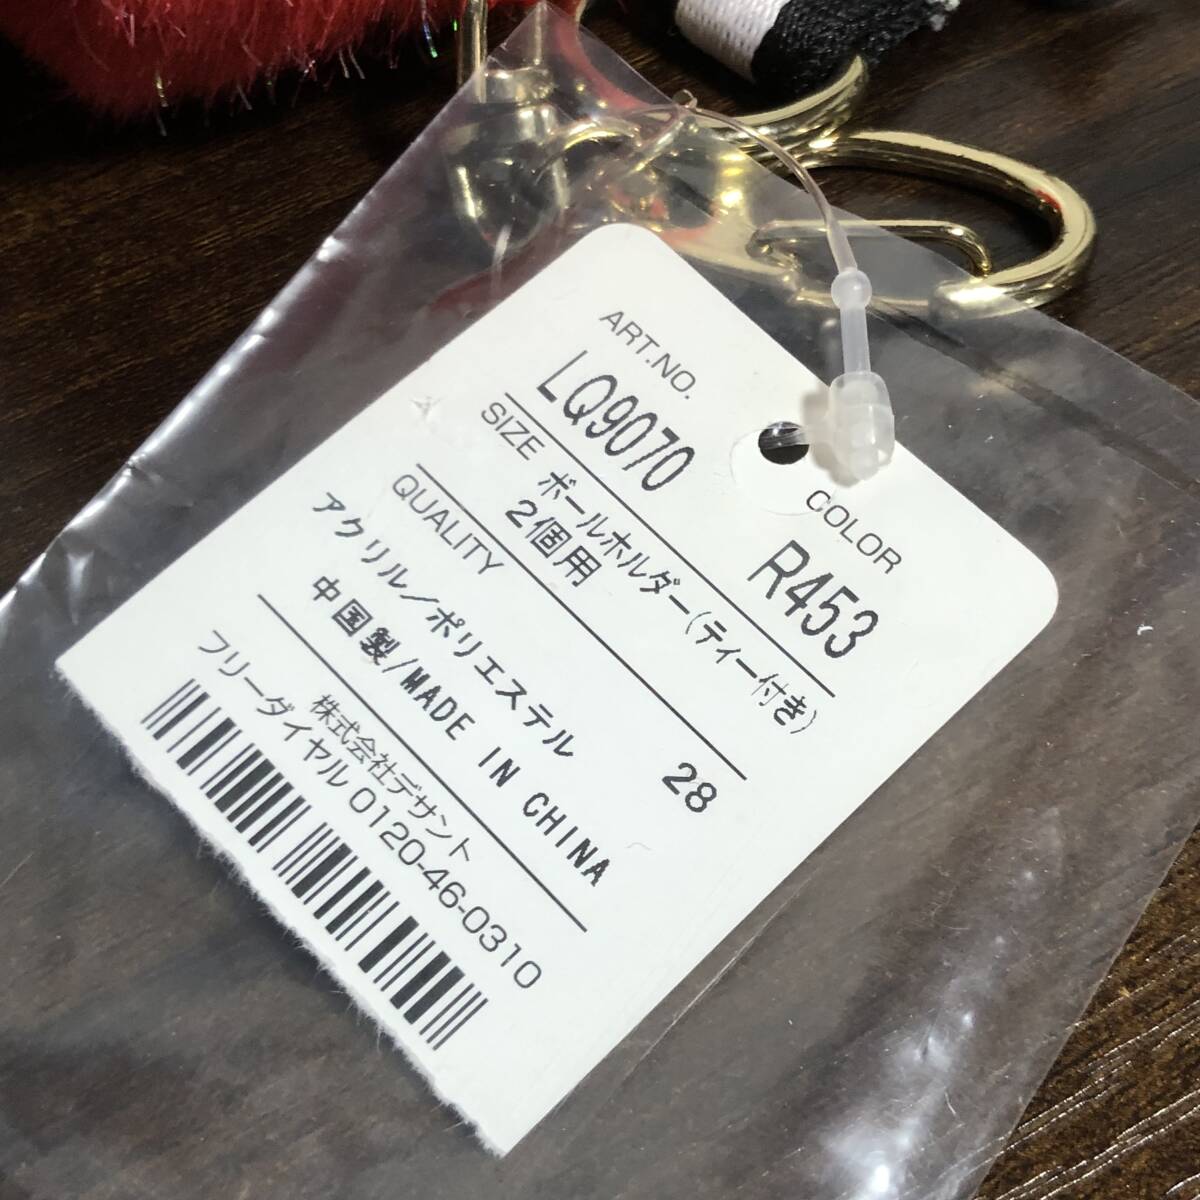 ART.NO.
LQ9070
COLOR
R453
SIZE ボールホルダー(ティー付き)
2個用
QUALITY
28
アクリル/ポリエステル
中国製/MADE IN CHINA
株式会社デサント
フリーダイヤル 0120-46-0310